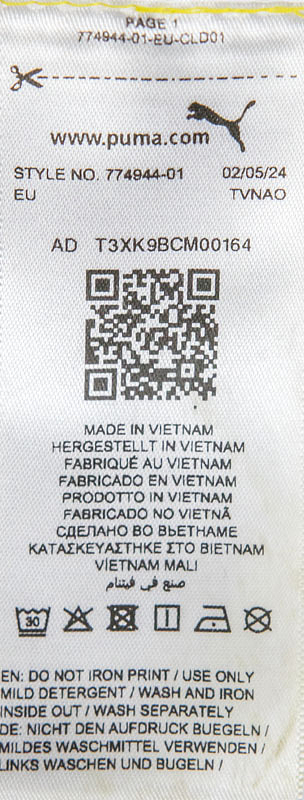 PAGE 1
774944-01-EU-CLD01
www.puma.com
STYLE NO. 774944-01 02/05/24
EU TVNAO
AD T3XK9BCM00164
MADE IN VIETNAM
HERGESTELLT IN VIETNAM
FABRIQUÉ AU VIETNAM
FABRICADO EN VIETNAM
PRODOTTO IN VIETNAM
FABRICADO NO VIETNÃ
СДЕЛАНО ВО ВЬЕТНАМЕ
ΚΑΤΑΣΚΕΥΑΣΤΗΚΕ ΣΤΟ ΒΙΕΤΝΑΜ
VİETNAM MALI
صنع في فيتنام
30
EN: DO NOT IRON PRINT / USE ONLY
MILD DETERGENT / WASH AND IRON
INSIDE OUT / WASH SEPARATELY
DE: NICHT DEN AUFDRUCK BUEGELN /
MILDES WASCHMITTEL VERWENDEN /
LINKS WASCHEN UND BUGELN /